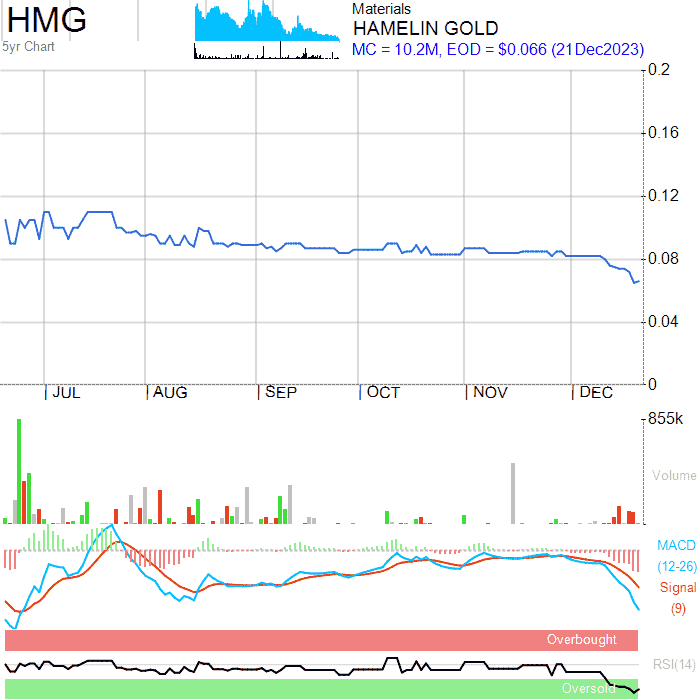 HMG
5yr Chart
Materials
HAMELIN GOLD
MC = 10.2M, EOD = $0.066 (21Dec2023)
0.2
0.16
0.12
0.08
0.04
0
JUL AUG SEP OCT NOV DEC
855k
Volume
MACD
(12-26)
Signal
(9)
Overbought
RSI(14)
Oversold